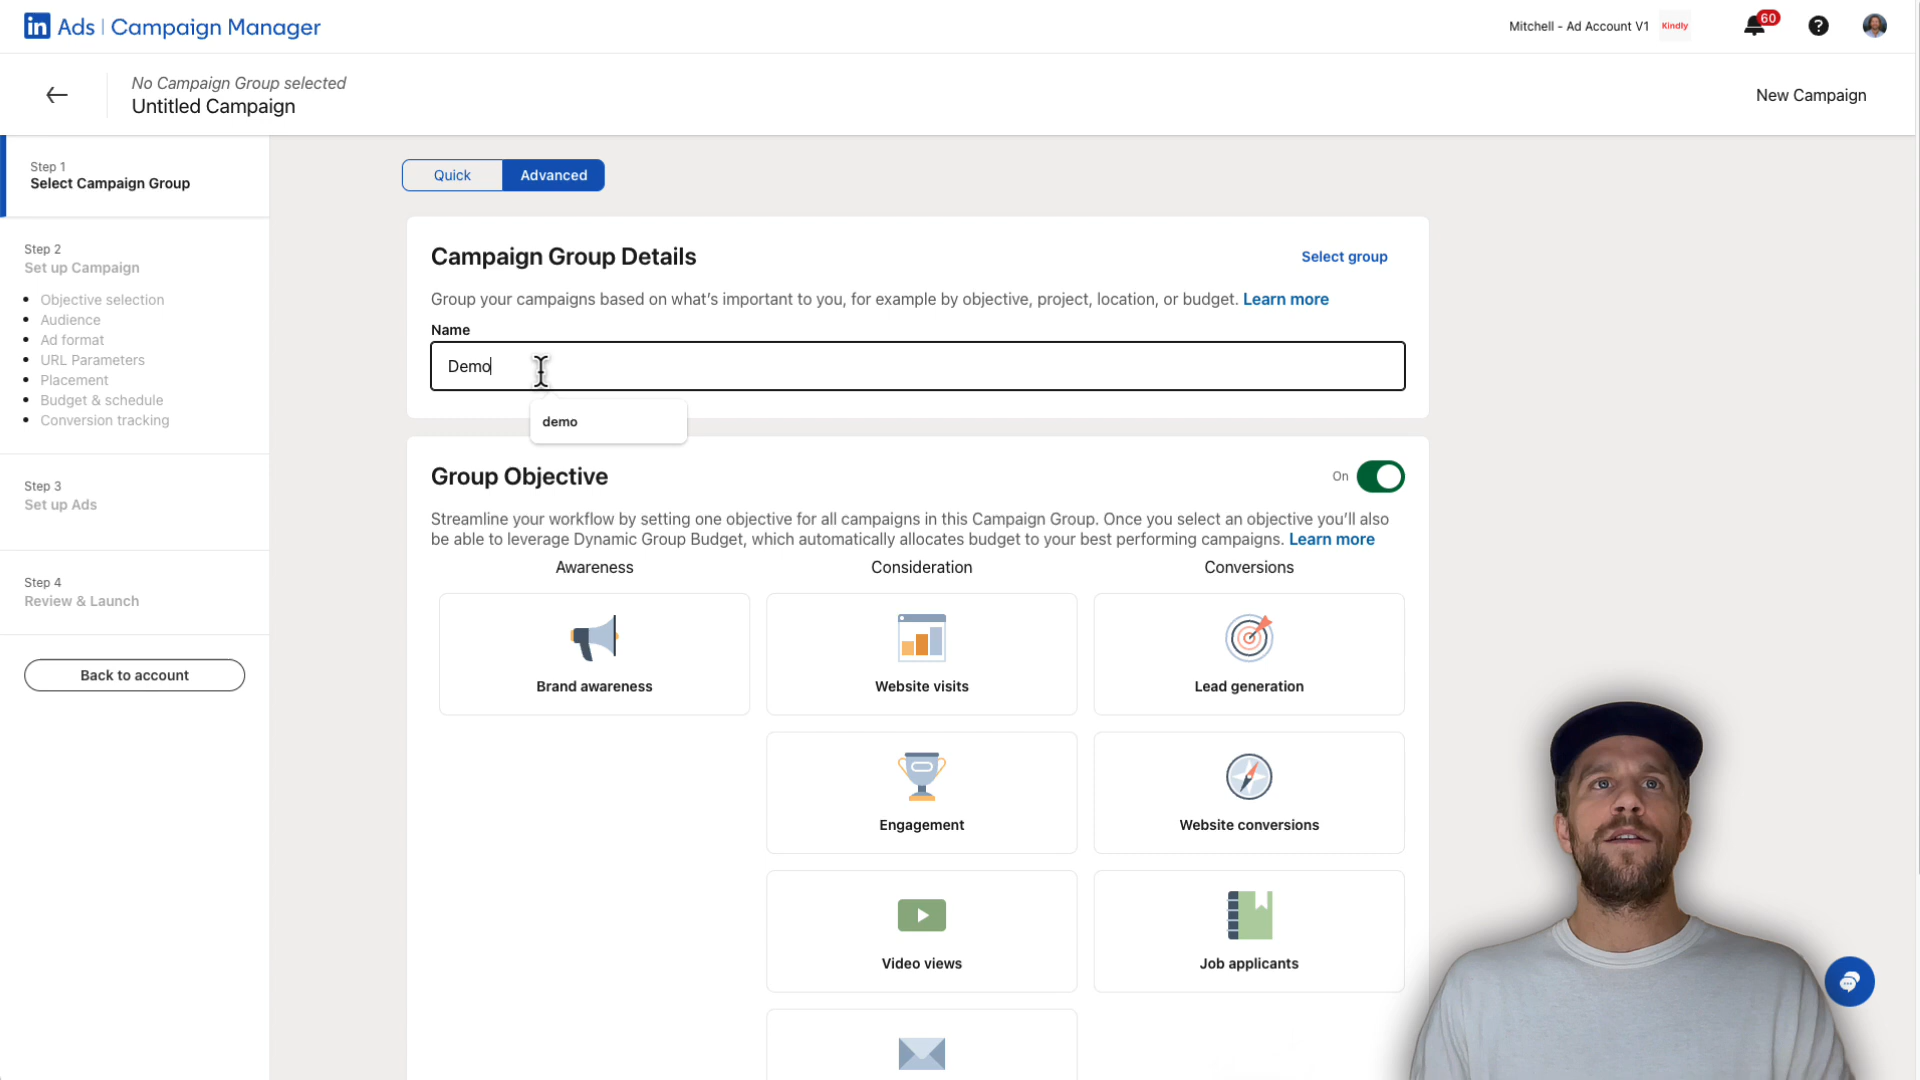 in Ads | Campaign Manager
Mitchell - Ad Account V1
Kindly
60
?
No Campaign Group selected
Untitled Campaign
New Campaign
Step 1
Select Campaign Group
Step 2
Set up Campaign
Objective selection
Audience
Ad format
URL Parameters
Placement
Budget & schedule
Conversion tracking
Step 3
Set up Ads
Step 4
Review & Launch
Back to account
Quick
Advanced
Campaign Group Details
Select group
Group your campaigns based on what's important to you, for example by objective, project, location, or budget. Learn more
Name
Demo
demo
Group Objective
On
Streamline your workflow by setting one objective for all campaigns in this Campaign Group. Once you select an objective you'll also
be able to leverage Dynamic Group Budget, which automatically allocates budget to your best performing campaigns. Learn more
Awareness
Consideration
Conversions
Brand awareness
Website visits
Lead generation
Engagement
Website conversions
Video views
Job applicants